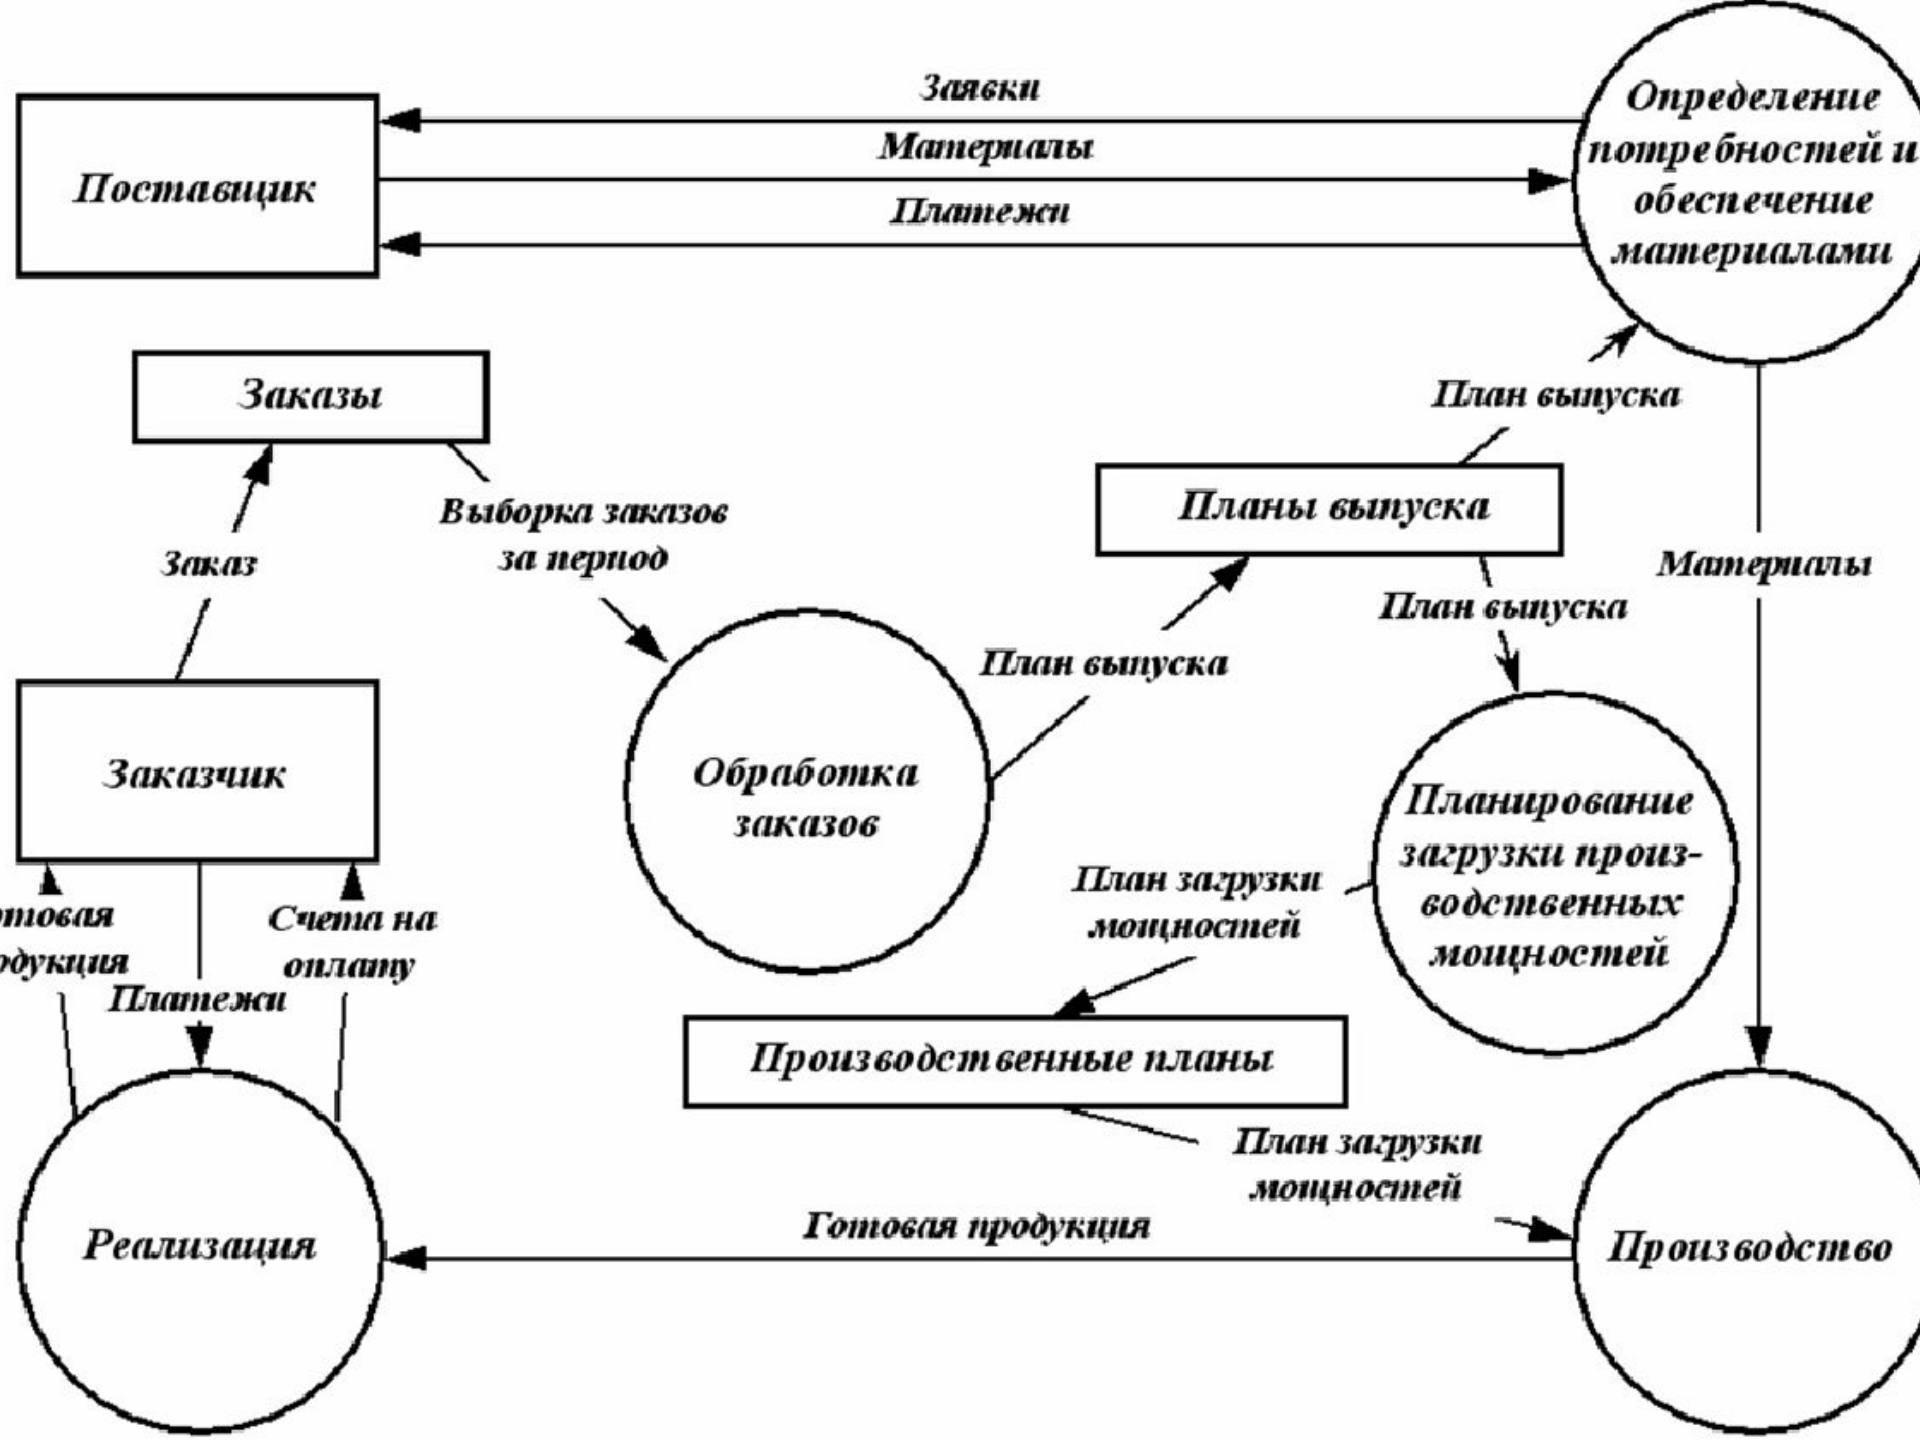 Заявки
Материалы
Платежи
Поставщик
Определение
потребностей и
обеспечение
материалами
Заказы
План выпуска
Выборка заказов
за период
Планы выпуска
Заказ
Материалы
План выпуска
План выпуска
Заказчик
Обработка
заказов
Планирование
загрузки произ-
водственных
мощностей
План загрузки
мощностей
товая
дукция
Счета на
оплату
Платежи
Производственные планы
План загрузки
мощностей
Готовая продукция
Реализация
Производство